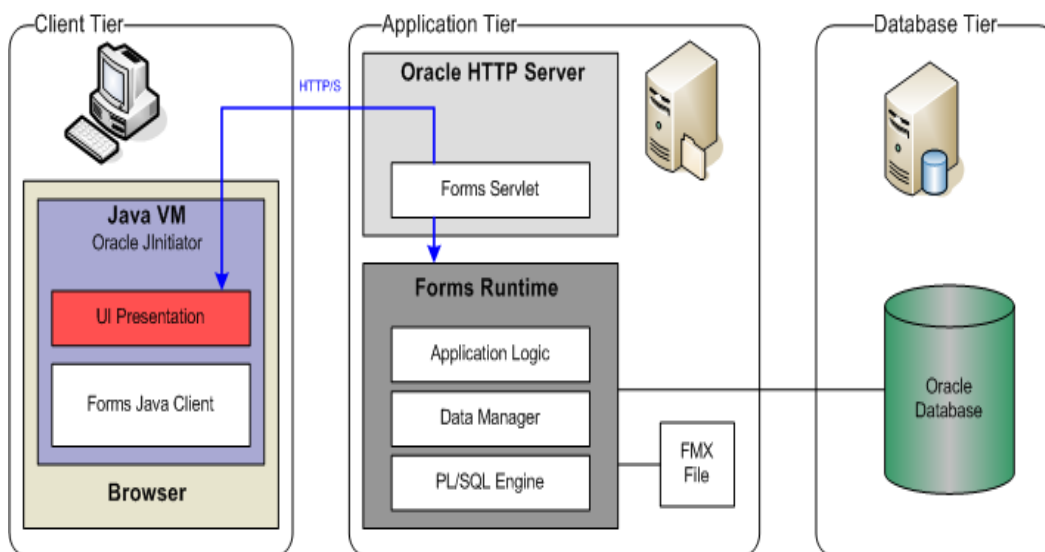 Client Tier
Application Tier
Database Tier
Oracle HTTP Server
HTTP/S
Forms Servlet
Java VM
Oracle JInitiator
UI Presentation
Forms Java Client
Browser
Forms Runtime
Application Logic
Data Manager
PL/SQL Engine
FMX
File
Oracle
Database